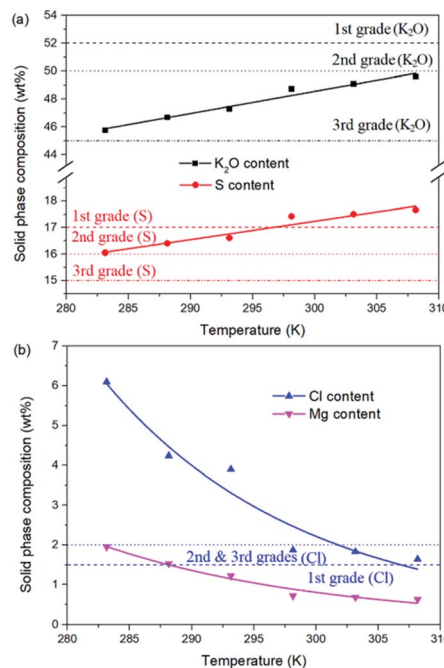 (a)
54
52
50
48
46
44
18
17
16
15
1st grade (K2O)
2nd grade (K2O)
3rd grade (K2O)
K2O content
S content
1st grade (S)
2nd grade (S)
3rd grade (S)
Solid phase composition (wt%)
280 285 290 295 300 305 310
Temperature (K)
(b)
7
6
5
4
3
2
1
0
Cl content
Mg content
2nd & 3rd grades (Cl)
1st grade (Cl)
Solid phase composition (wt%)
280 285 290 295 300 305 310
Temperature (K)